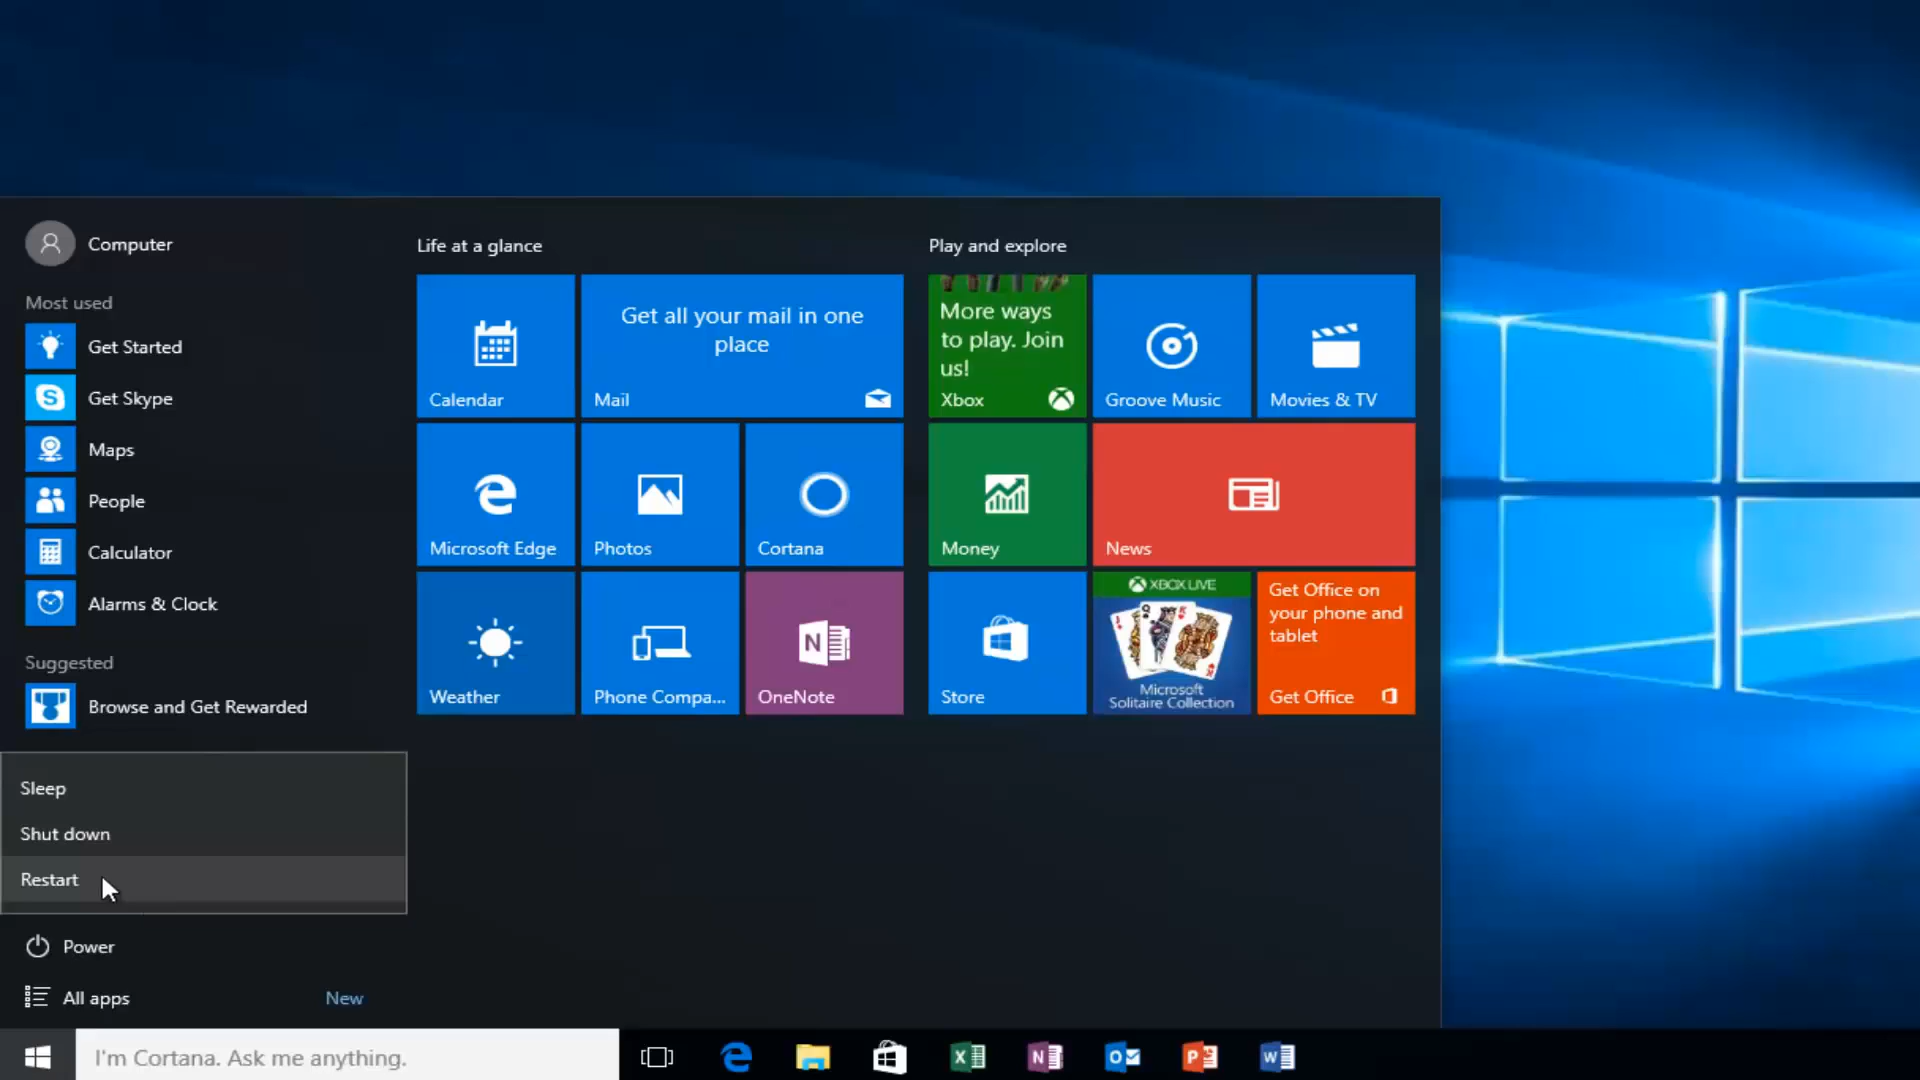 Computer
Most used
Get Started
Get Skype
Maps
People
Calculator
Alarms & Clock
Suggested
Browse and Get Rewarded
Sleep
Shut down
Restart
Power
All apps
New
Life at a glance
Calendar
Get all your mail in one
place
Mail
Microsoft Edge
Photos
Cortana
Weather
Phone Compa...
N
OneNote
Play and explore
More ways
to play. Join
us!
Xbox
Groove Music
Movies & TV
Money
News
Store
XBOX LIVE
Microsoft
Solitaire Collection
Get Office on
your phone and
tablet
Get Office
I'm Cortana. Ask me anything.